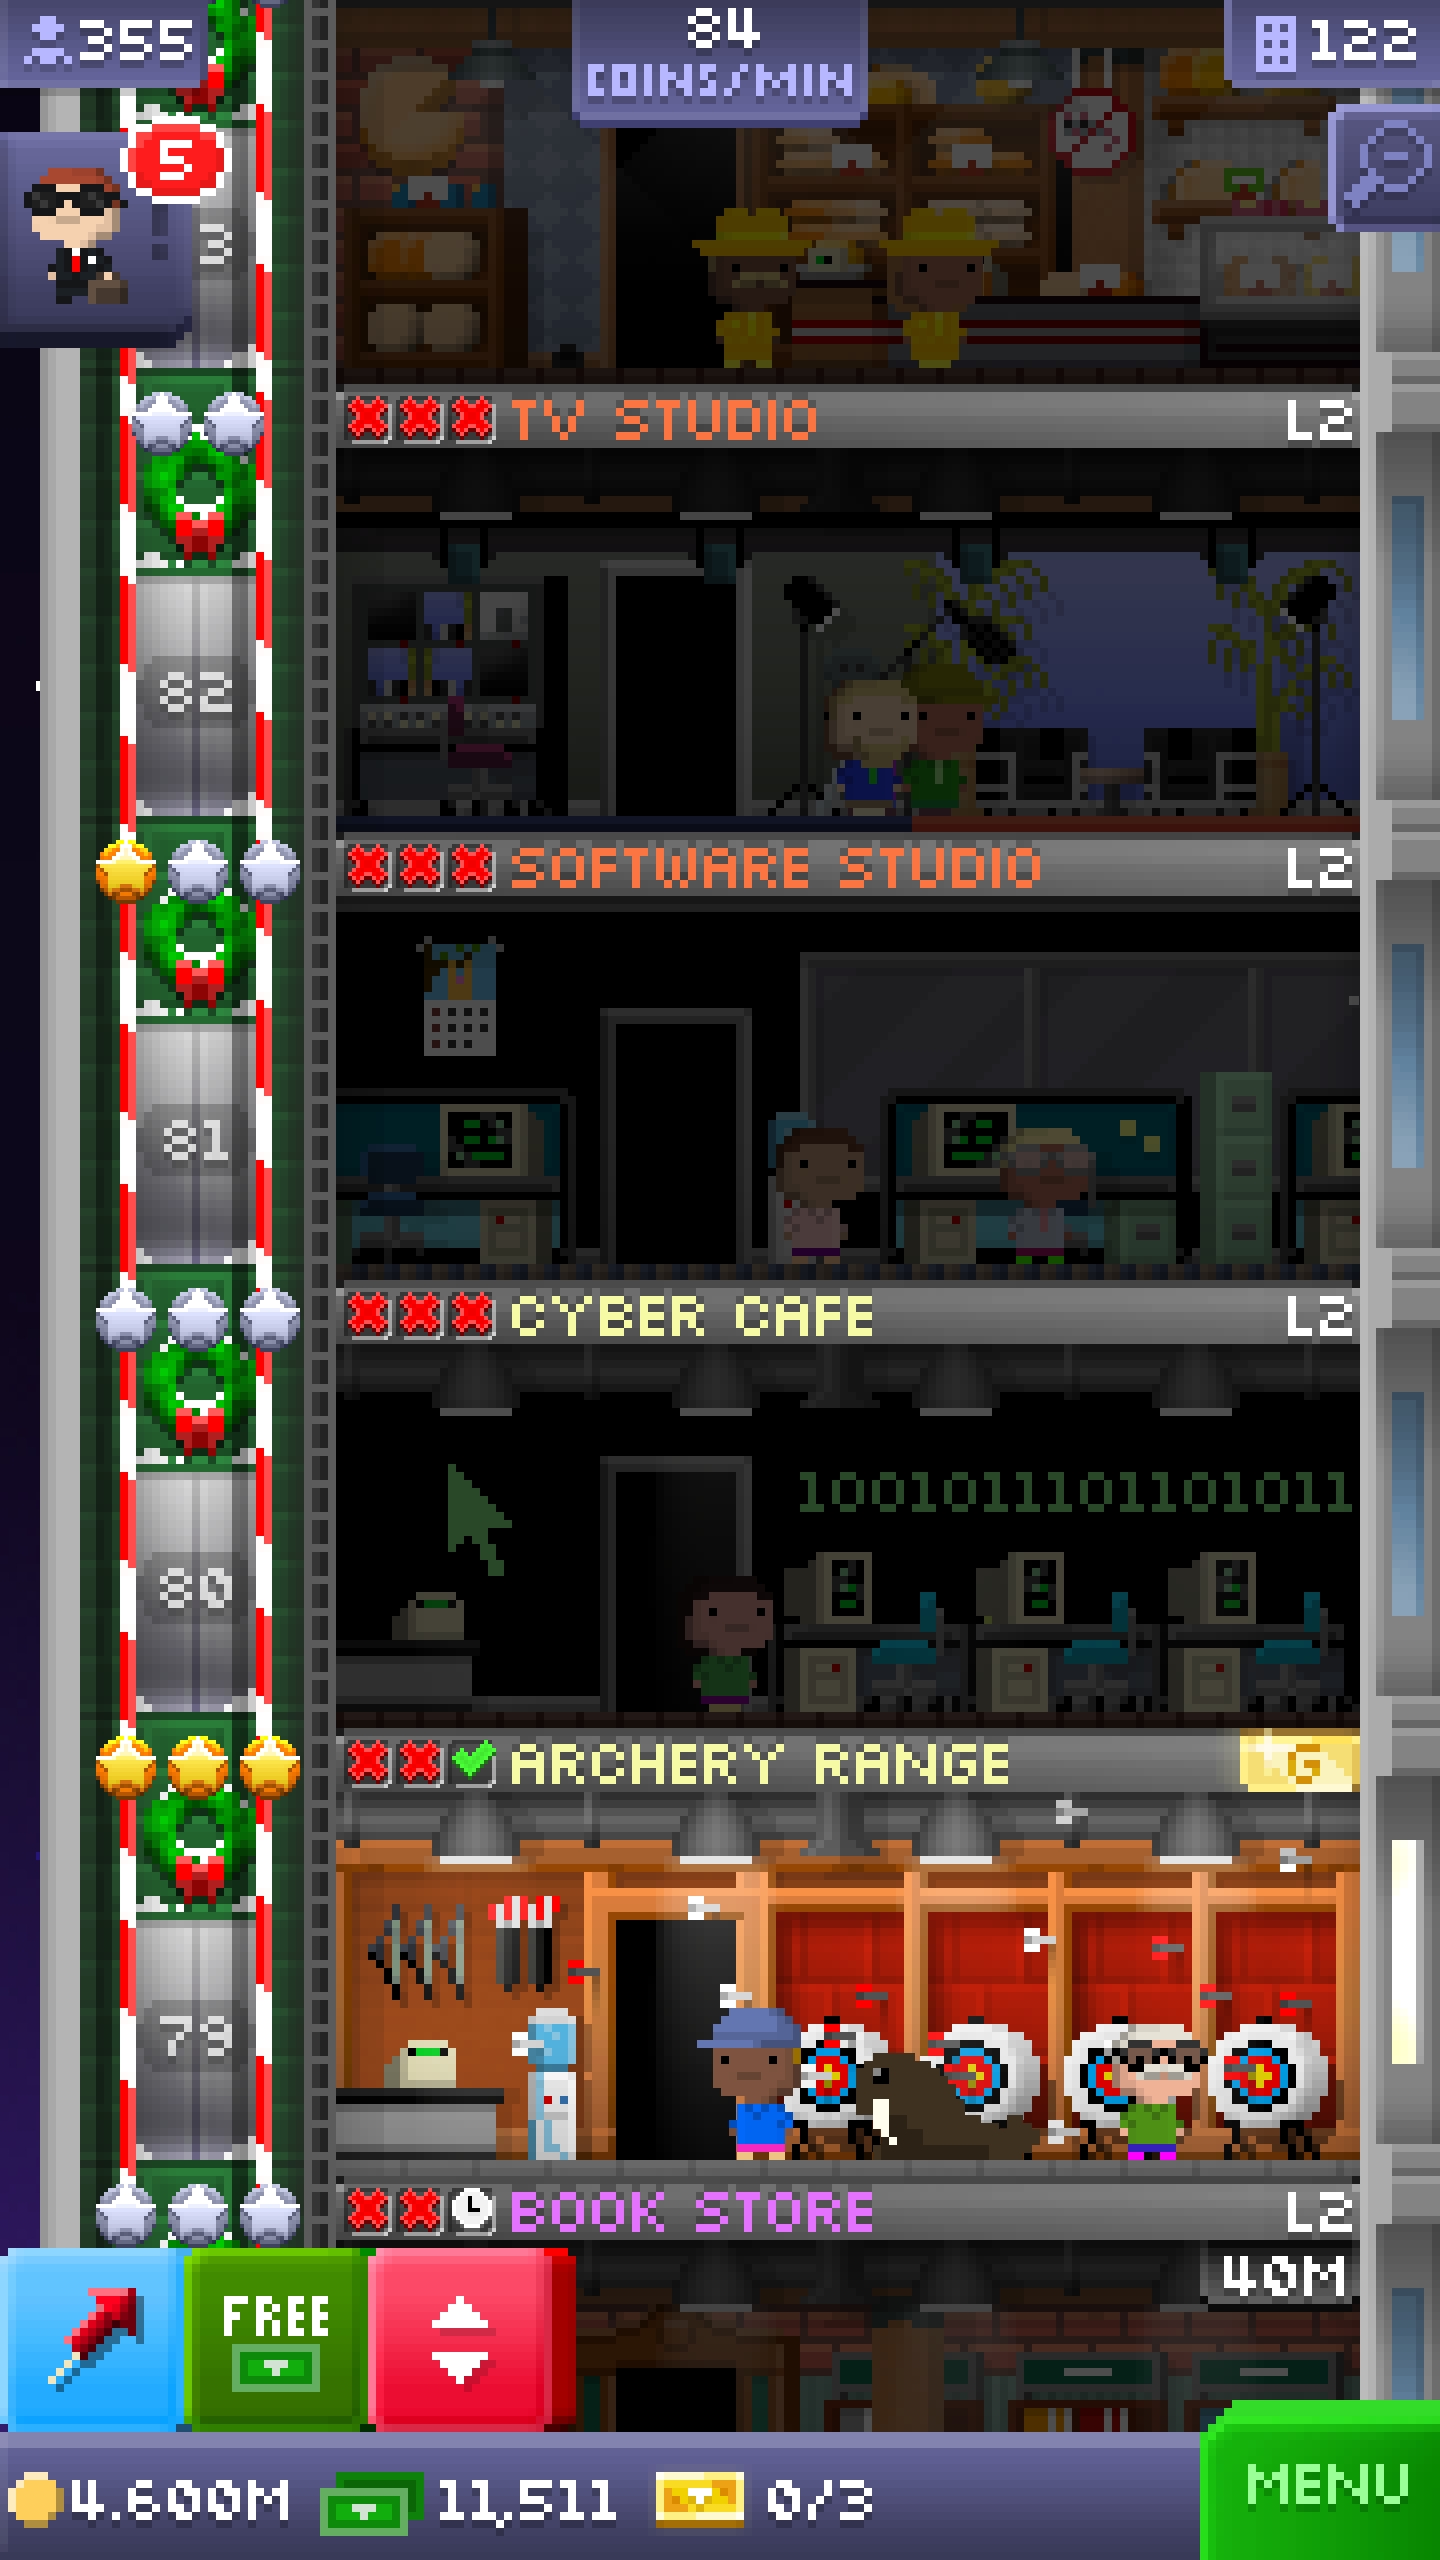 355
84
COINS/MIN
122
5
3
TV STUDIO L2
82
SOFTWARE STUDIO L2
81
CYBER CAFE L2
1001011101101011
80
ARCHERY RANGE G
79
BOOK STORE L2
40M
FREE
4.600M 11,511 0/3
MENU